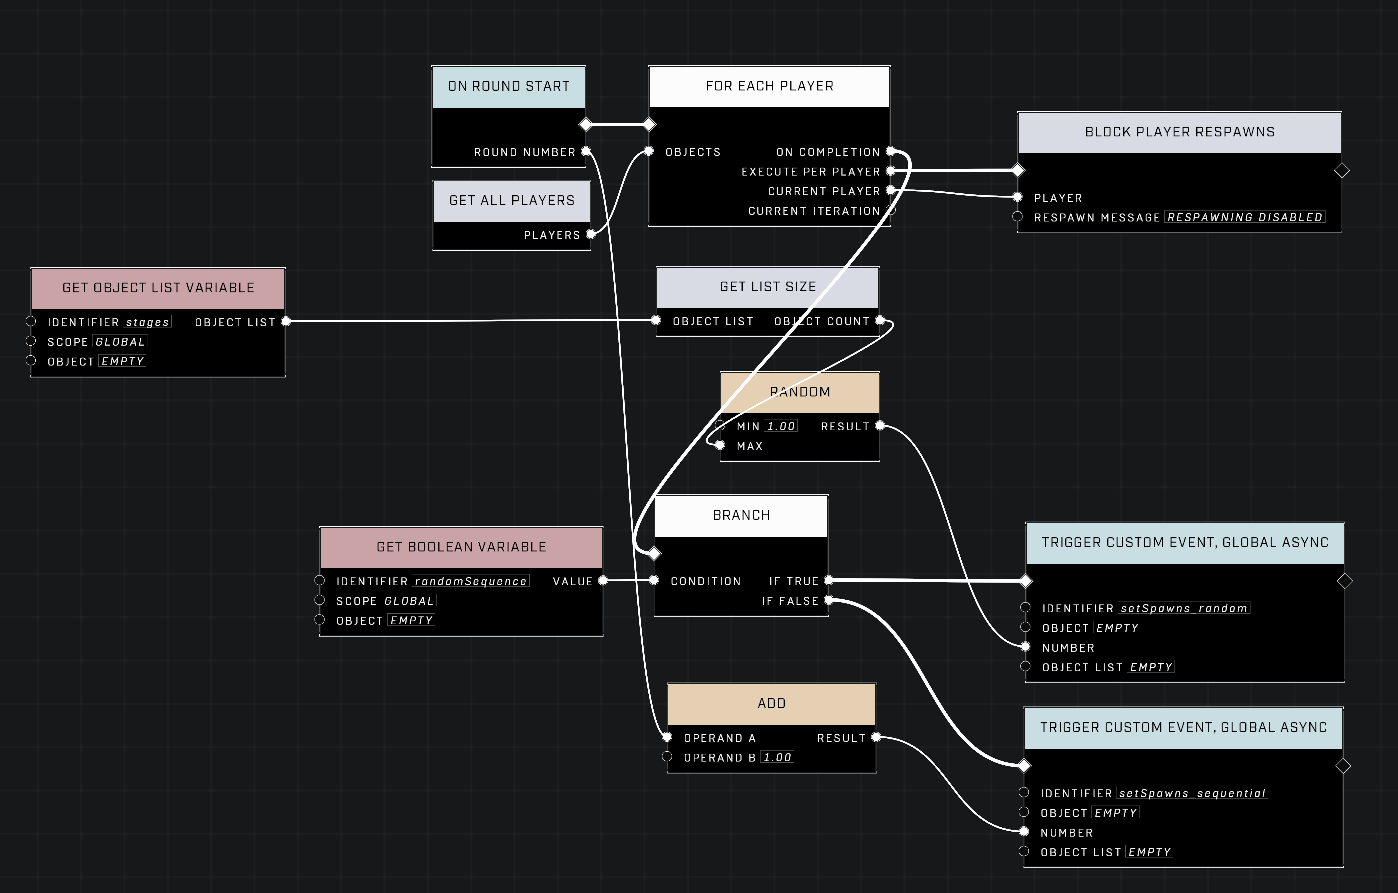 ON ROUND START
ROUND NUMBER
GET ALL PLAYERS
PLAYERS
FOR EACH PLAYER
OBJECTS
ON COMPLETION
EXECUTE PER PLAYER
CURRENT PLAYER
CURRENT ITERATION
BLOCK PLAYER RESPAWNS
PLAYER
RESPAWN MESSAGE RESPAWNING DISABLED
GET OBJECT LIST VARIABLE
IDENTIFIER stages OBJECT LIST
SCOPE GLOBAL
OBJECT EMPTY
GET LIST SIZE
OBJECT LIST OBJECT COUNT
RANDOM
MIN 1.00 RESULT
MAX
GET BOOLEAN VARIABLE
IDENTIFIER randomSequence VALUE
SCOPE GLOBAL
OBJECT EMPTY
BRANCH
CONDITION IF TRUE
IF FALSE
TRIGGER CUSTOM EVENT, GLOBAL ASYNC
IDENTIFIER setSpawns_random
OBJECT EMPTY
NUMBER
OBJECT LIST EMPTY
ADD
OPERAND A RESULT
OPERAND B 1.00
TRIGGER CUSTOM EVENT, GLOBAL ASYNC
IDENTIFIER setSpawns_sequential
OBJECT EMPTY
NUMBER
OBJECT LIST EMPTY